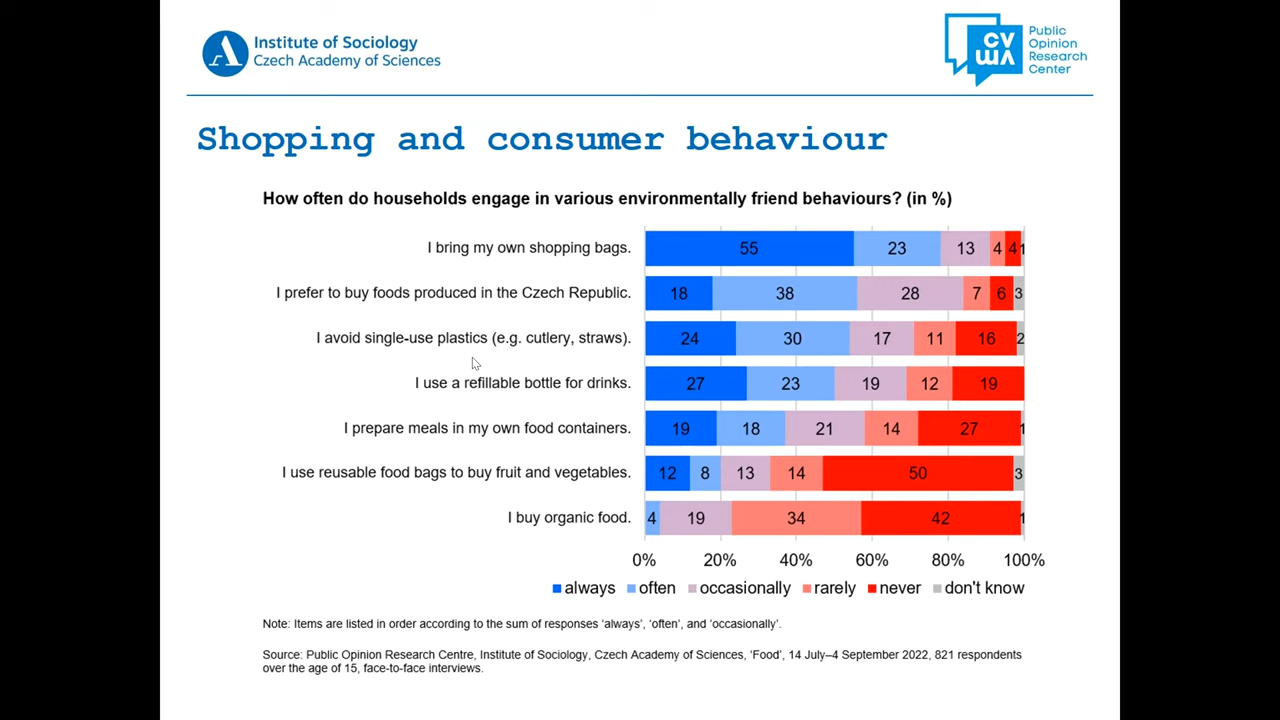 Institute of Sociology
Czech Academy of Sciences
CVVM
Public
Opinion
Research
Center
Shopping and consumer behaviour
How often do households engage in various environmentally friend behaviours? (in %)
I bring my own shopping bags. 55 23 13 4 4 1
I prefer to buy foods produced in the Czech Republic. 18 38 28 7 6 3
I avoid single-use plastics (e.g. cutlery, straws). 24 30 17 11 16 2
I use a refillable bottle for drinks. 27 23 19 12 19
I prepare meals in my own food containers. 19 18 21 14 27 1
I use reusable food bags to buy fruit and vegetables. 12 8 13 14 50 3
I buy organic food. 4 19 34 42 1
0% 20% 40% 60% 80% 100%
always often occasionally rarely never don't know
Note: Items are listed in order according to the sum of responses ‘always’, ‘often’, and ‘occasionally’.
Source: Public Opinion Research Centre, Institute of Sociology, Czech Academy of Sciences, ‘Food’, 14 July–4 September 2022, 821 respondents
over the age of 15, face-to-face interviews.